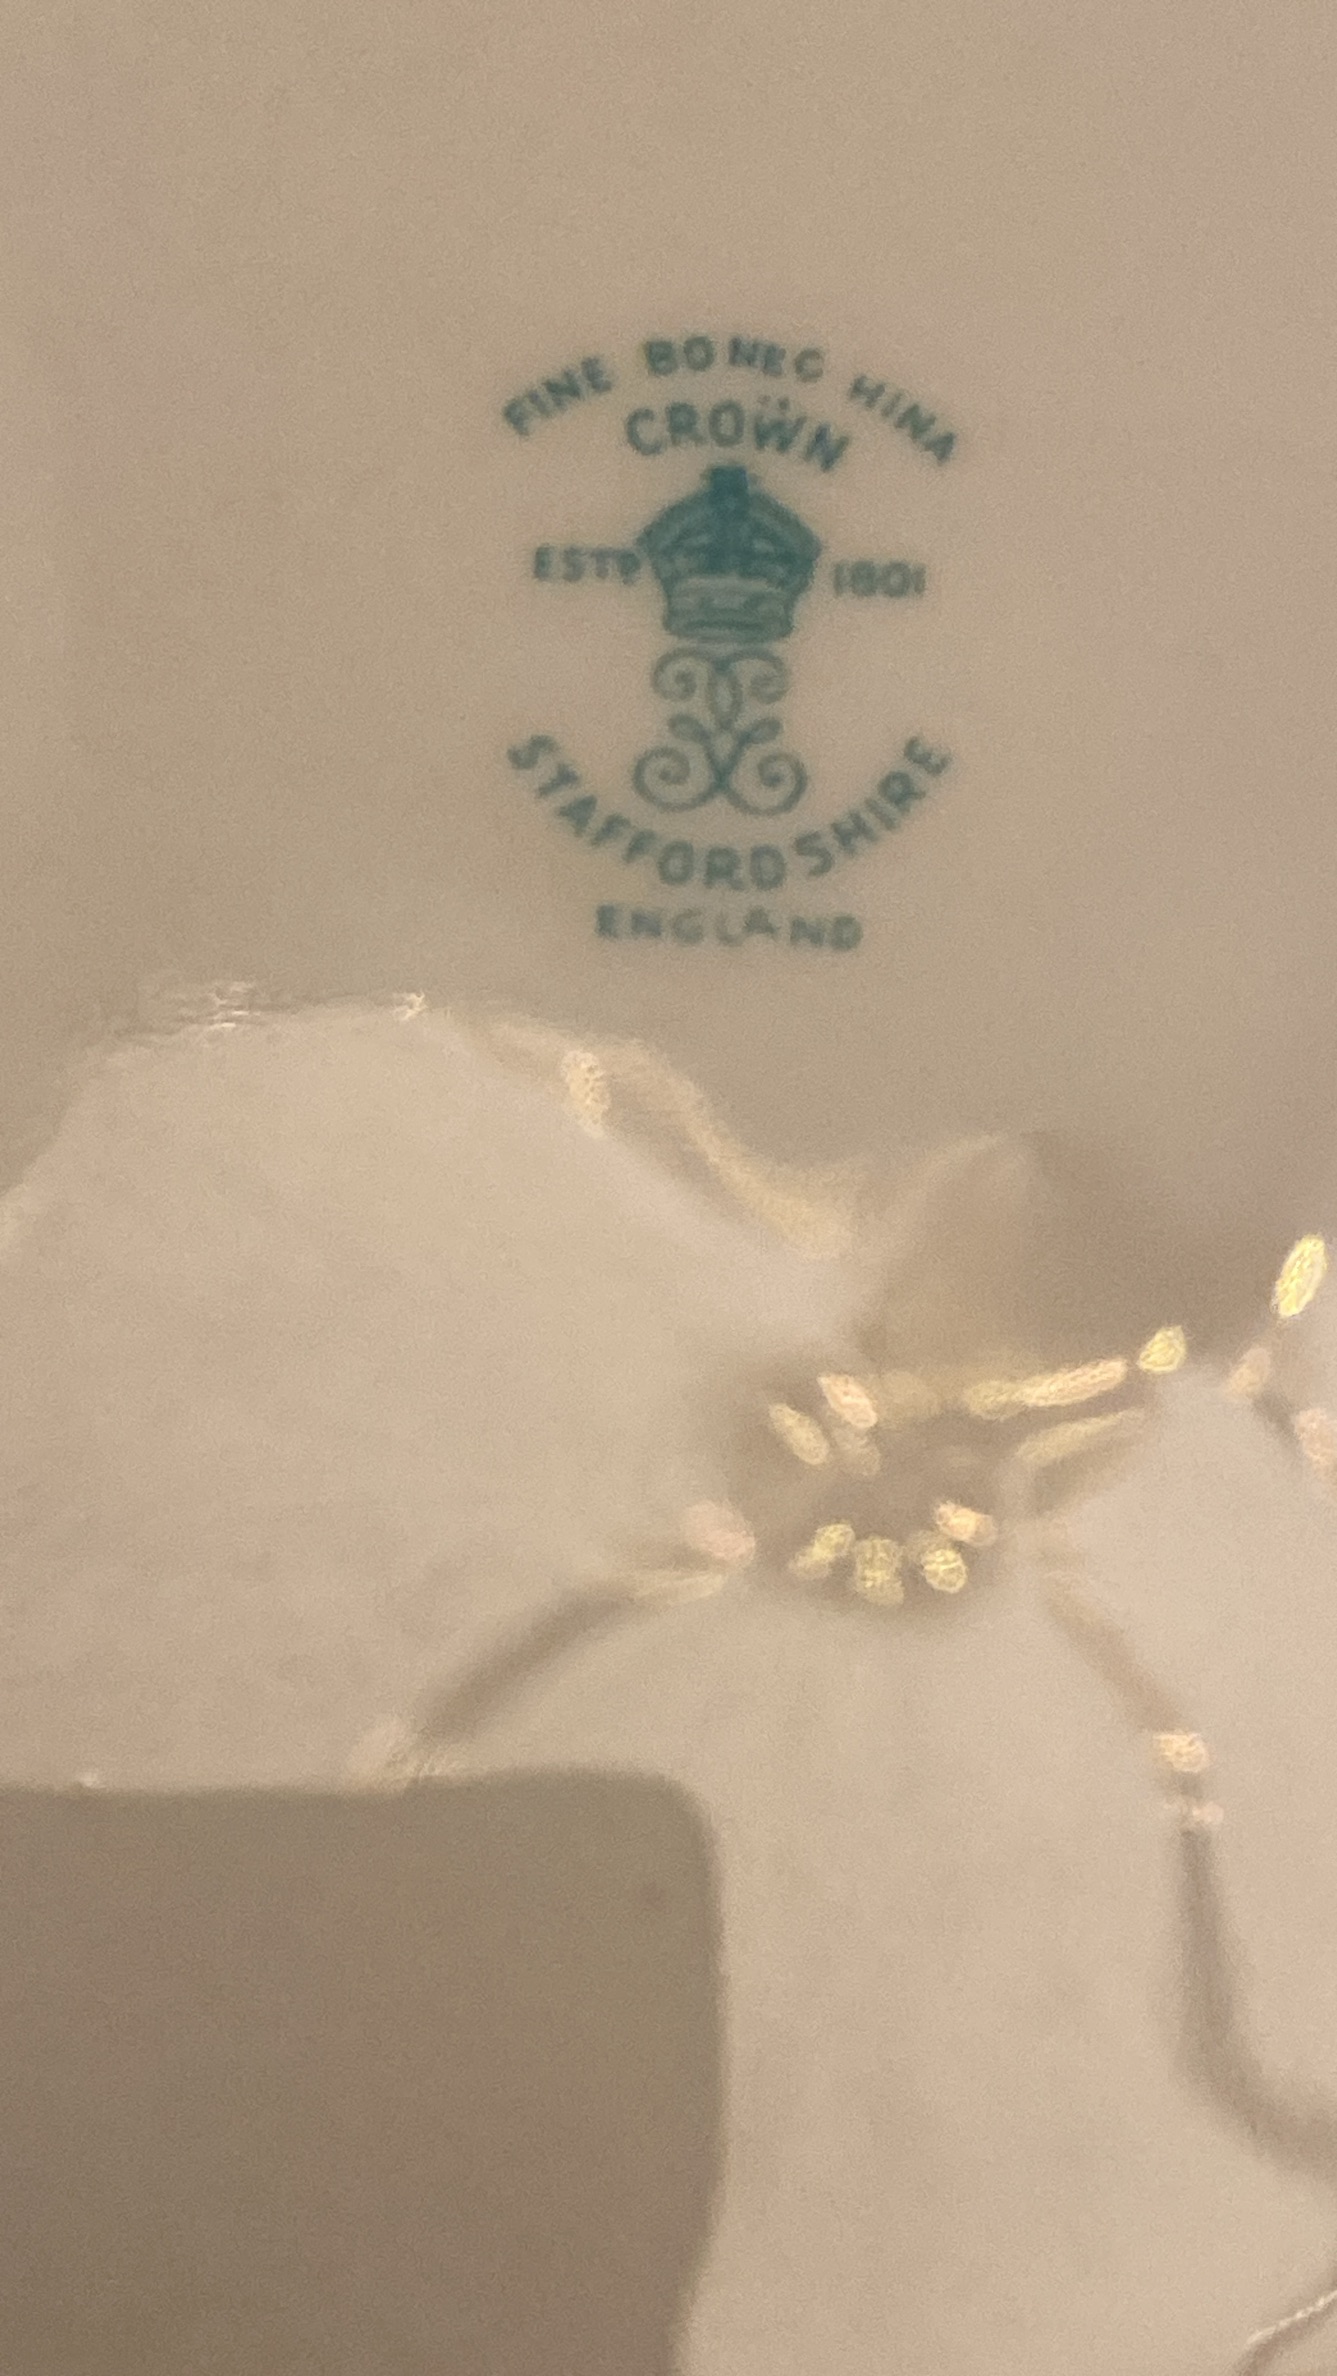 FINE BONE CHINA
CROWN
ESTD 1801
STAFFORDSHIRE
ENGLAND